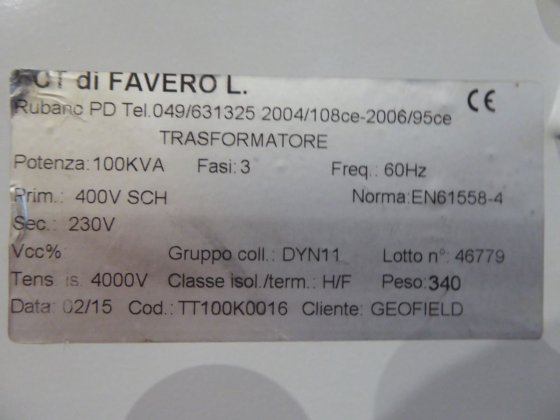 di FAVERO L.
Rubano PD Tel.049/631325 2004/108ce-2006/95ce CE
TRASFORMATORE
Potenza:100KVA Fasi: 3 Freq.: 60Hz
Prim.: 400V SCH Norma:EN61558-4
Sec.: 230V
Vcc% Gruppo coll.: DYN11 Lotto n°: 46779
Tens is. 4000V Classe isol./term.: H/F Peso:340
Data: 02/15 Cod.: TT100K0016 Cliente: GEOFIELD